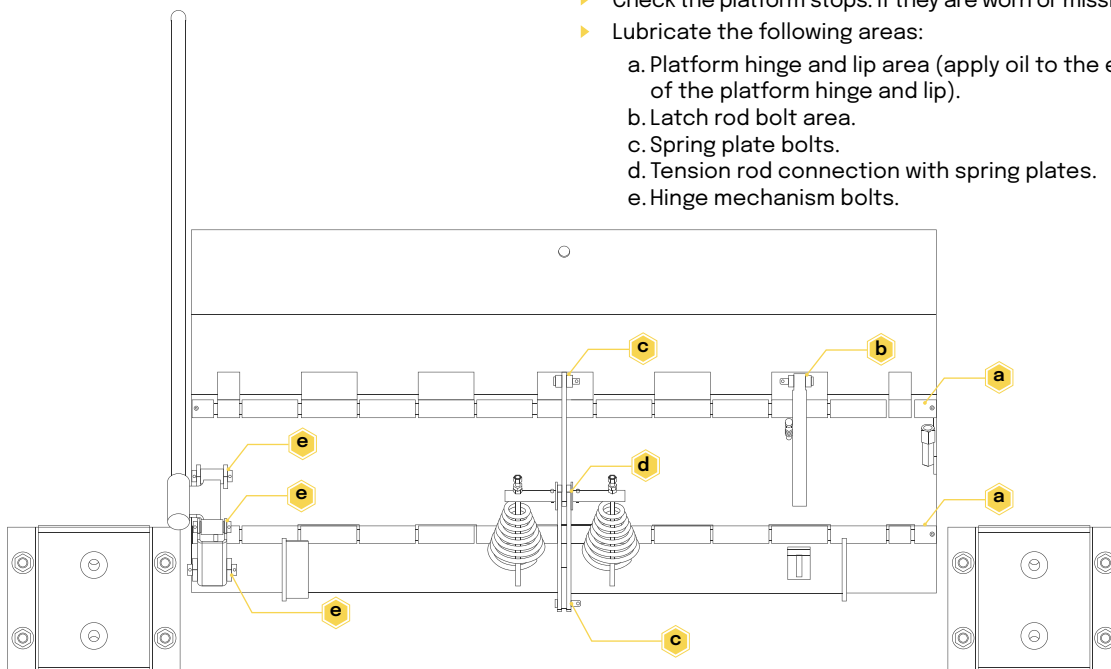 Check the platform stops. If they are worn or
Lubricate the following areas:
a. Platform hinge and lip area (apply oil to the
of the platform hinge and lip).
b. Latch rod bolt area.
c. Spring plate bolts.
d. Tension rod connection with spring plates.
e. Hinge mechanism bolts.
c
b
a
e
d
e
a
e
c